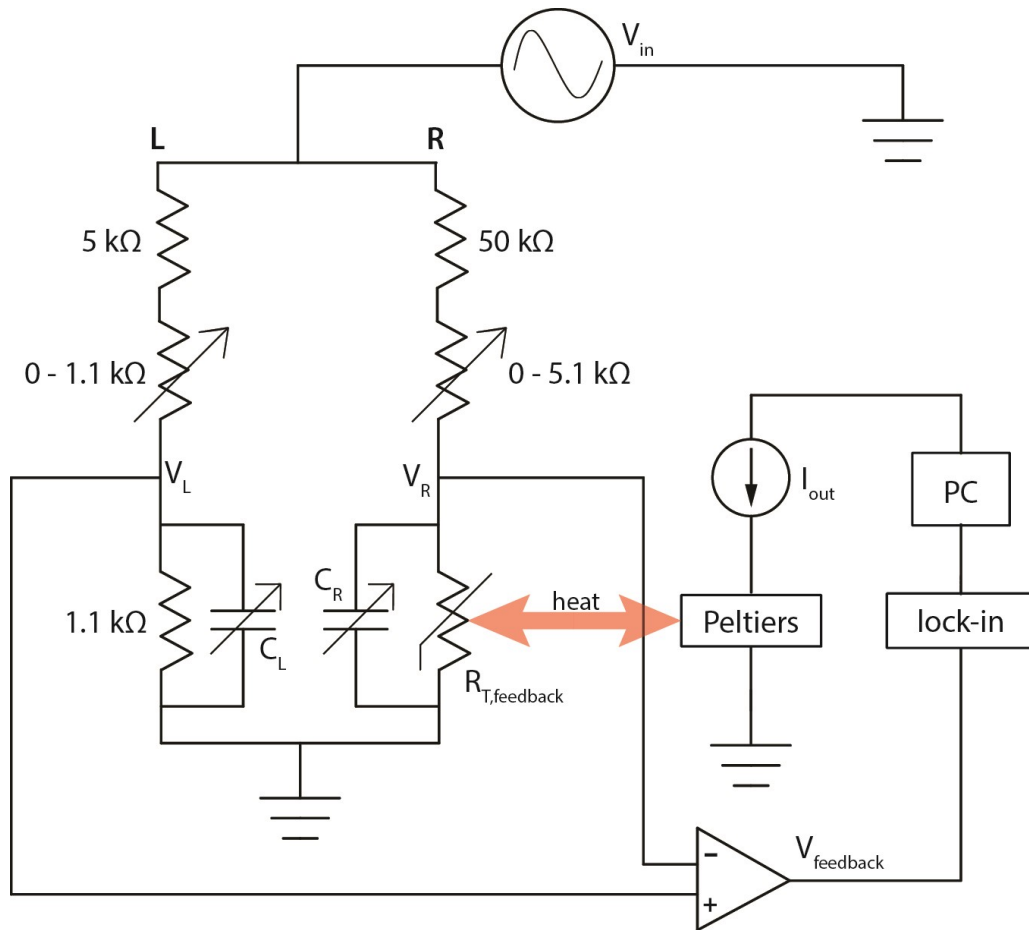 V_in
L
R
5 kΩ
50 kΩ
0 - 1.1 kΩ
0 - 5.1 kΩ
V_L
V_R
I_out
PC
C_R
heat
1.1 kΩ
Peltiers
lock-in
C_L
R_T,feedback
V_feedback
-
+